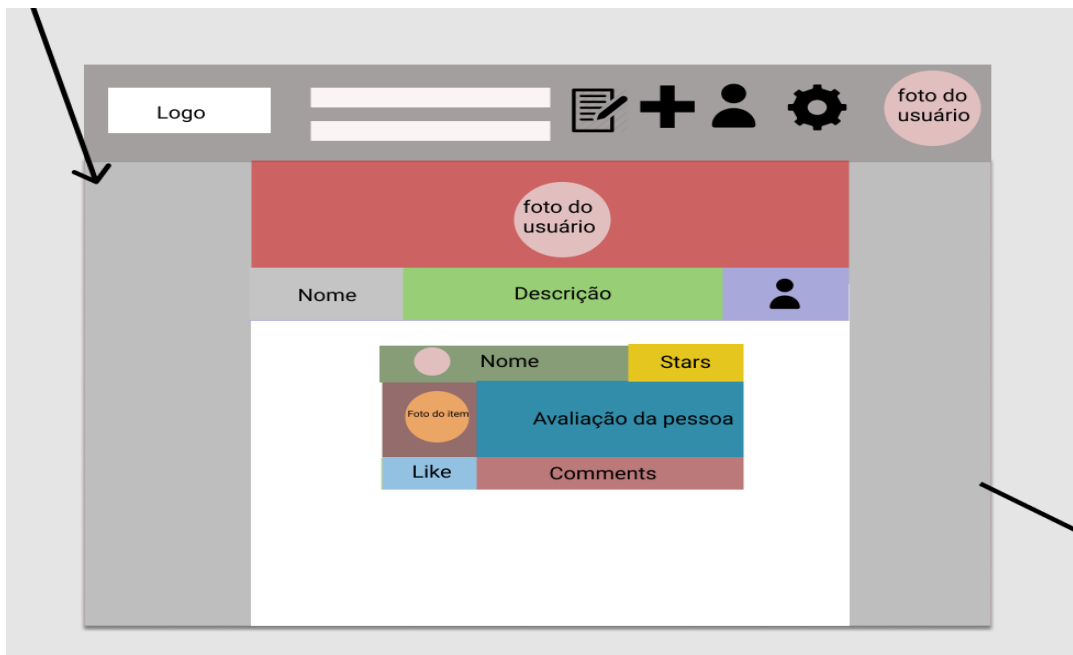 Logo
foto do
usuário
foto do
usuário
Nome
Descrição
Nome
Stars
Foto do item
Avaliação da pessoa
Like
Comments